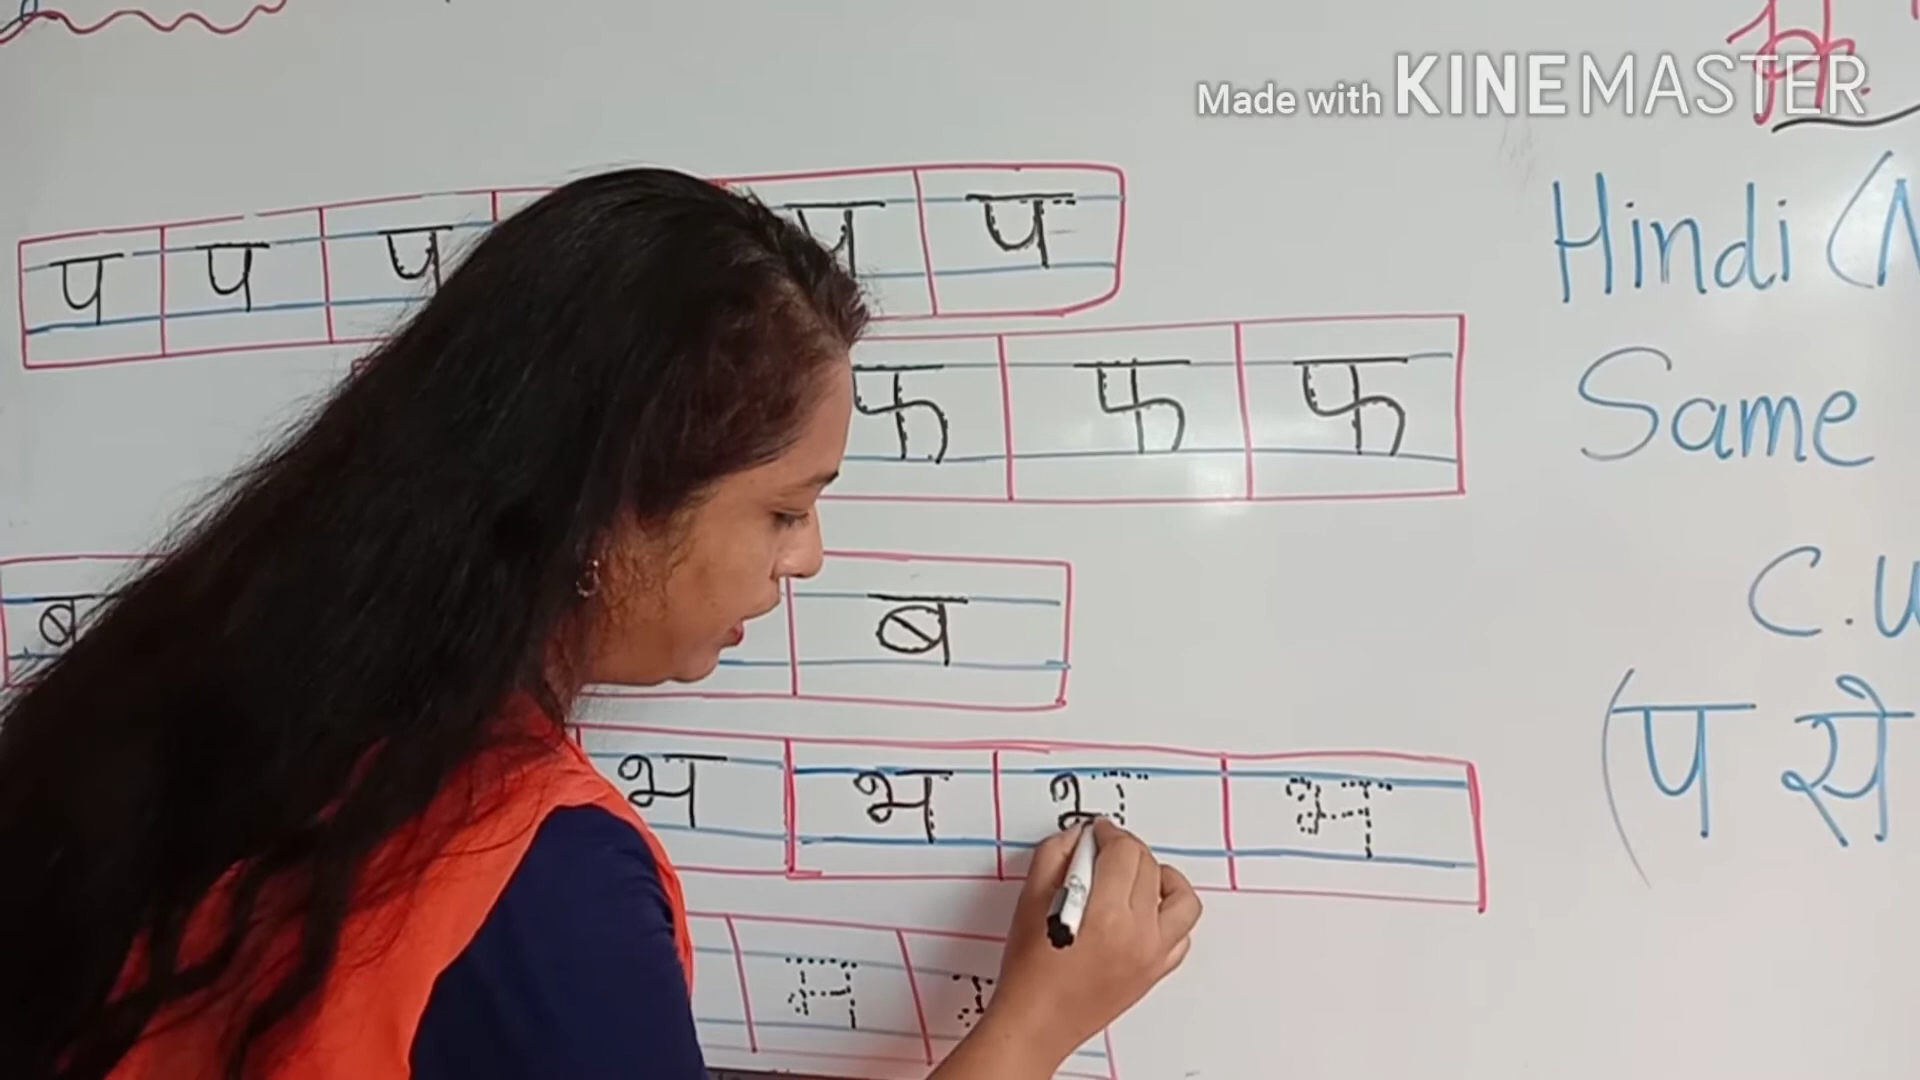 Made with KINEMASTER
प प प प प
फ फ फ
ब ब
भ भ भ भ
म म
Hindi (
Same
C.W
(प से